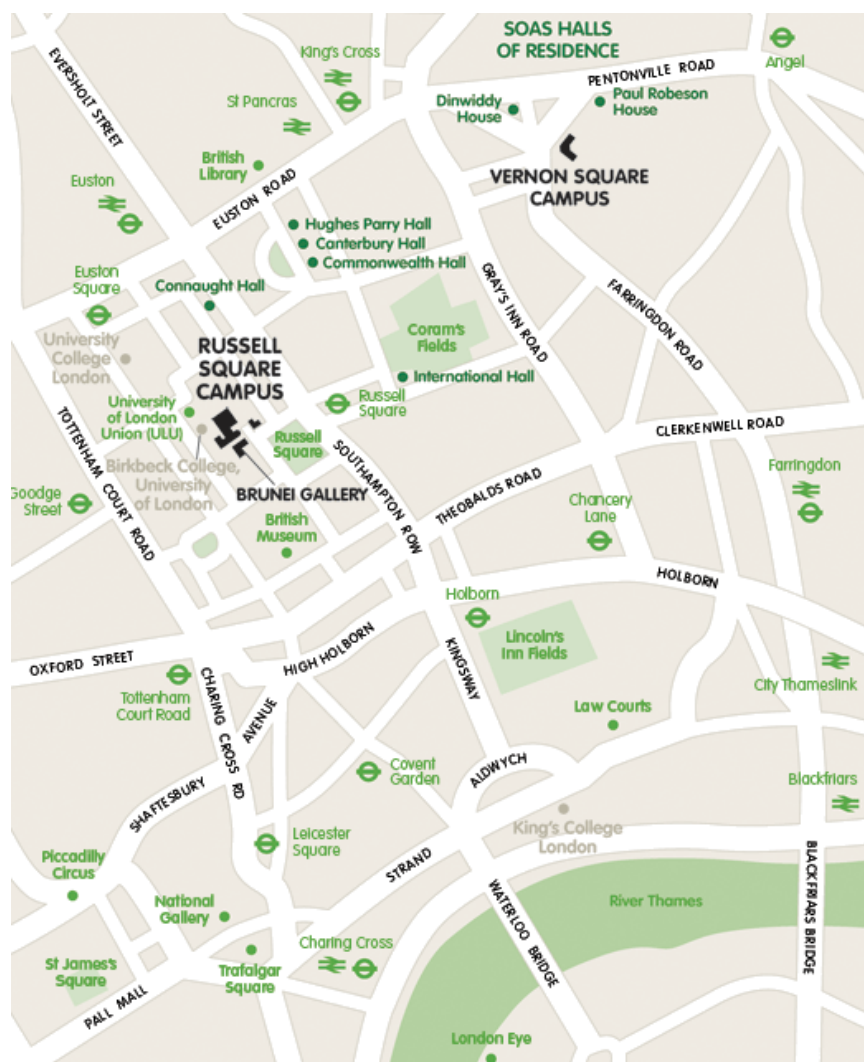 SOAS HALLS
OF RESIDENCE
King's Cross
EVERSHOLT STREET
PENTONVILLE ROAD
Angel
St Pancras
Dinwiddy
House
Paul Robeson
House
British
Library
VERNON SQUARE
CAMPUS
Euston
EUSTON ROAD
Hughes Parry Hall
Canterbury Hall
Commonwealth Hall
Euston
Square
Connaught Hall
GRAY'S INN ROAD
FARRINGDON ROAD
University
College
London
RUSSELL
SQUARE
CAMPUS
Coram's
Fields
International Hall
University
of London
Union (ULU)
Russell
Square
Russell
Square
TOTTENHAM COURT ROAD
SOUTHAMPTON ROW
CLERKENWELL ROAD
Birkbeck College,
University
of London
BRUNEI GALLERY
THEOBALDS ROAD
Farringdon
Goodge
Street
Chancery
Lane
British
Museum
HOLBORN
Holborn
OXFORD STREET
HIGH HOLBORN
KINGSWAY
Lincoln's
Inn Fields
Tottenham
Court Road
CHARING CROSS RD
City Thameslink
Law Courts
SHAFTESBURY AVENUE
Covent
Garden
ALDWYCH
Blackfriars
King's College
London
Leicester
Square
STRAND
Piccadilly
Circus
WATERLOO BRIDGE
BLACKFRIARS BRIDGE
National
Gallery
River Thames
Charing Cross
St James's
Square
Trafalgar
Square
PALL MALL
London Eye